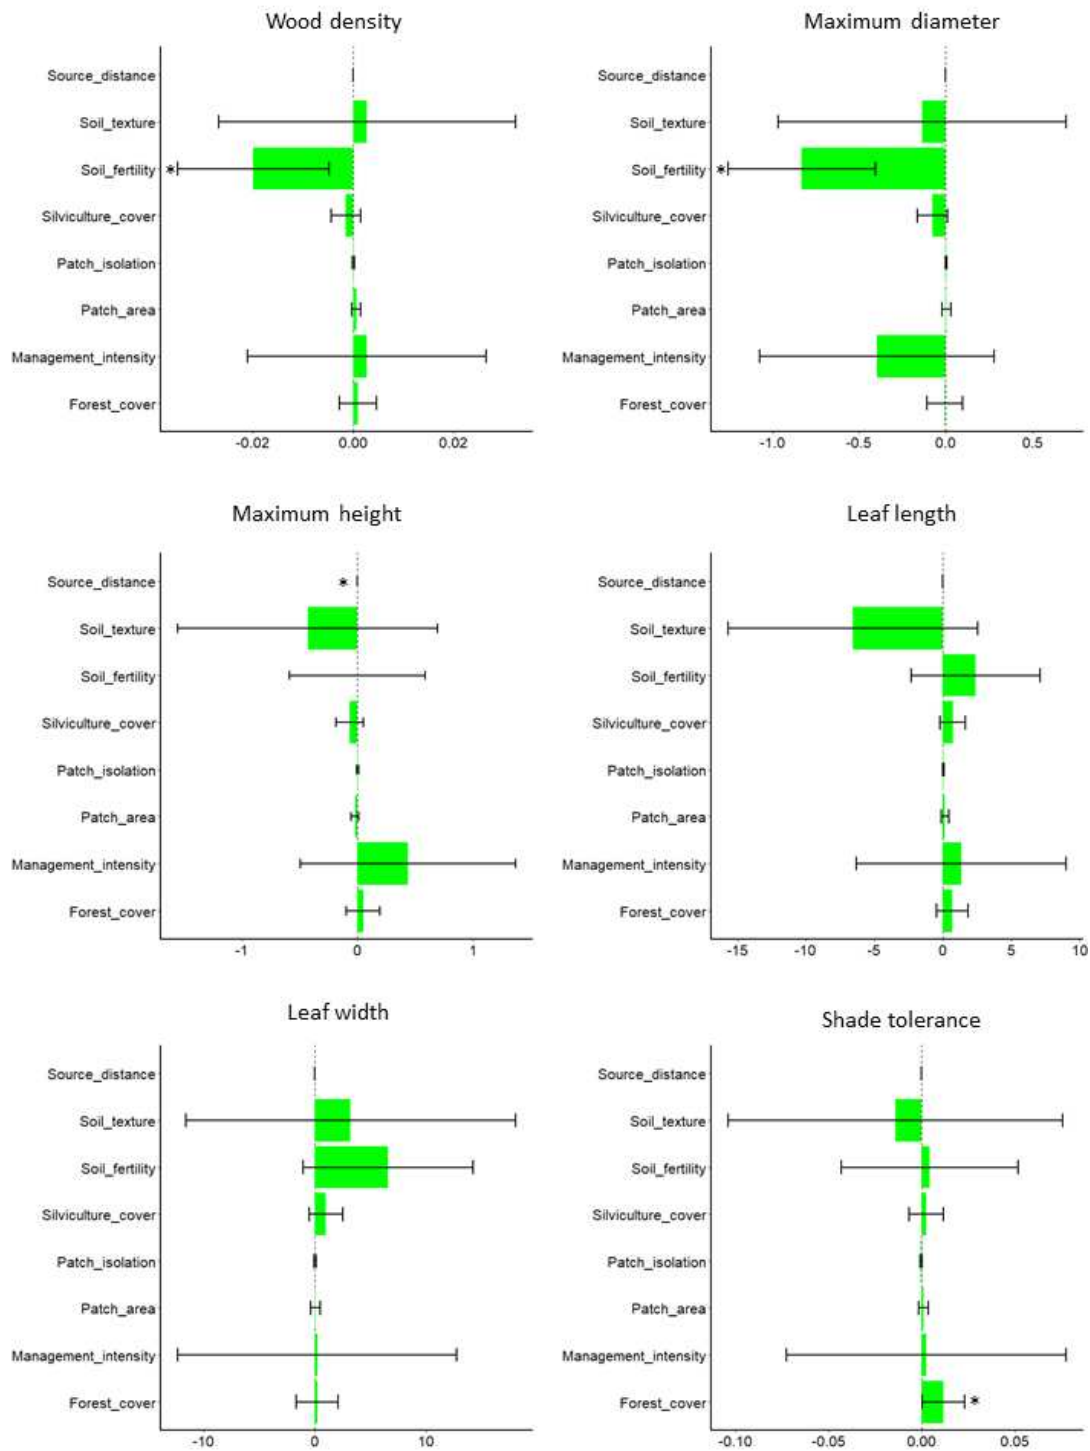 Wood density
Source_distance
Soil_texture
Soil_fertility
*
Silviculture_cover
Patch_isolation
Patch_area
Management_intensity
Forest_cover
-0.02 0.00 0.02
Maximum diameter
Source_distance
Soil_texture
Soil_fertility
*
Silviculture_cover
Patch_isolation
Patch_area
Management_intensity
Forest_cover
-1.0 -0.5 0.0 0.5
Maximum height
Source_distance
*
Soil_texture
Soil_fertility
Silviculture_cover
Patch_isolation
Patch_area
Management_intensity
Forest_cover
-1 0 1
Leaf length
Source_distance
Soil_texture
Soil_fertility
Silviculture_cover
Patch_isolation
Patch_area
Management_intensity
Forest_cover
-15 -10 -5 0 5 10
Leaf width
Source_distance
Soil_texture
Soil_fertility
Silviculture_cover
Patch_isolation
Patch_area
Management_intensity
Forest_cover
-10 0 10
Shade tolerance
Source_distance
Soil_texture
Soil_fertility
Silviculture_cover
Patch_isolation
Patch_area
Management_intensity
Forest_cover
*
-0.10 -0.05 0.00 0.05